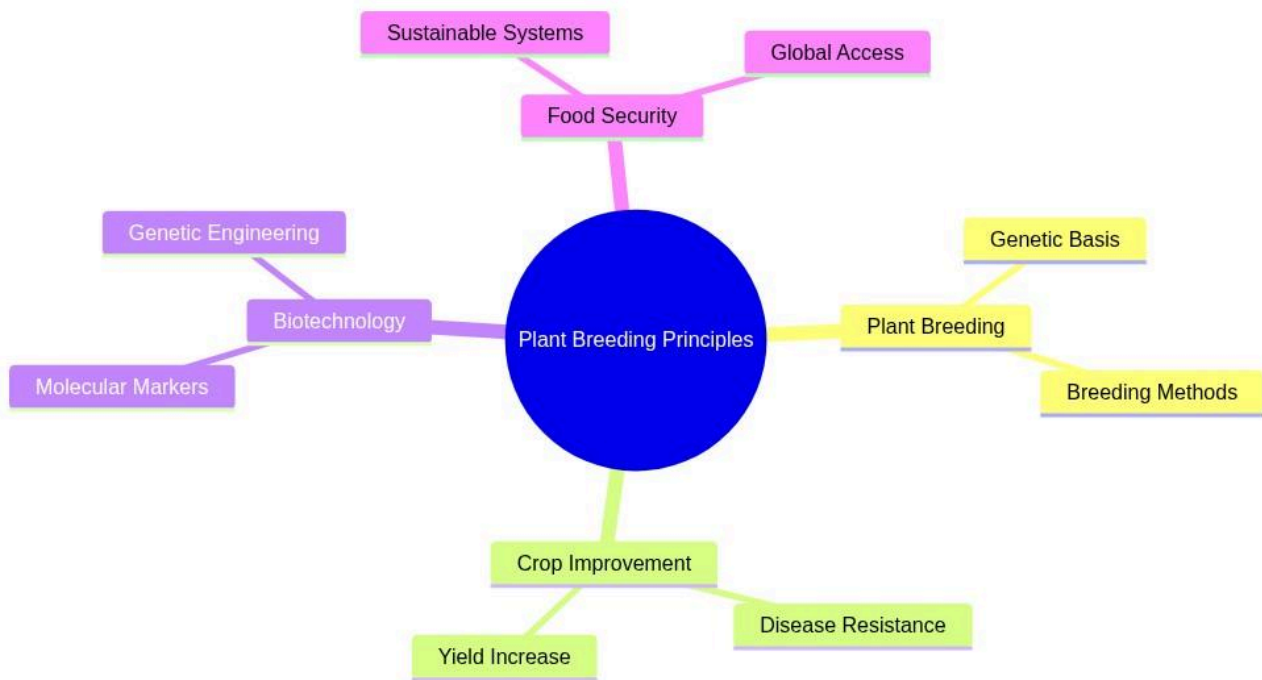 Sustainable Systems
Global Access
Food Security
Genetic Engineering
Genetic Basis
Biotechnology
Plant Breeding Principles
Plant Breeding
Molecular Markers
Breeding Methods
Crop Improvement
Disease Resistance
Yield Increase